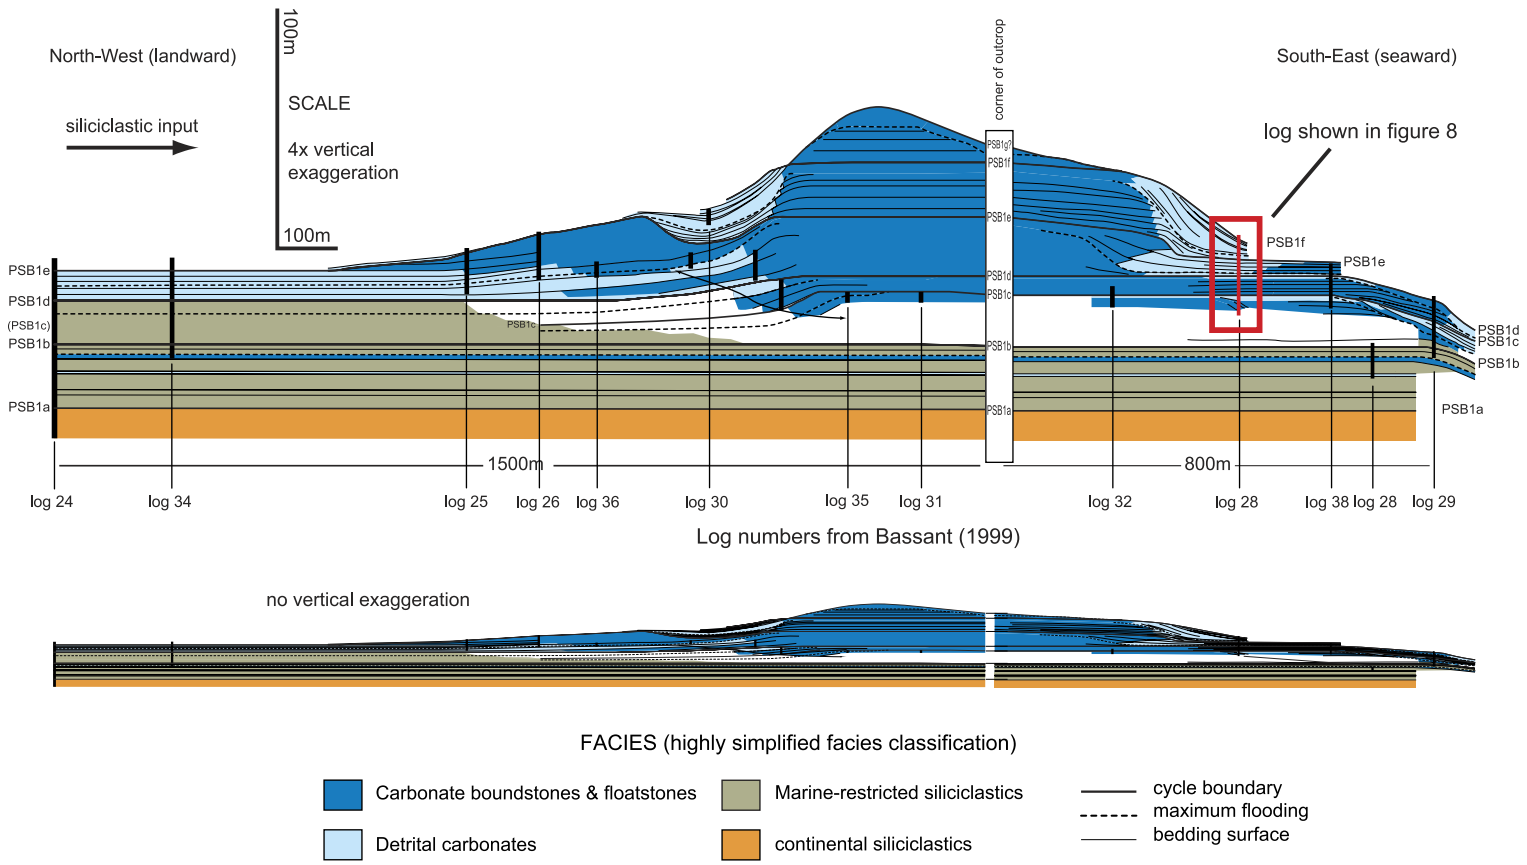 100m
corner of outcrop
North-West (landward)
South-East (seaward)
SCALE
siliciclastic input
log shown in figure 8
4x vertical
exaggeration
PSB1g?
PSB1f
PSB1e
PSB1d
PSB1c
PSB1b
PSB1a
100m
PSB1f
PSB1e
PSB1e
PSB1d
(PSB1c)
PSB1c
PSB1b
PSB1a
PSB1d
PSB1c
PSB1b
PSB1a
1500m
800m
log 24
log 34
log 25
log 26
log 36
log 30
log 35
log 31
log 32
log 28
log 38
log 28
log 29
Log numbers from Bassant (1999)
no vertical exaggeration
FACIES (highly simplified facies classification)
Carbonate boundstones & floatstones
Marine-restricted siliciclastics
cycle boundary
maximum flooding
bedding surface
Detrital carbonates
continental siliciclastics